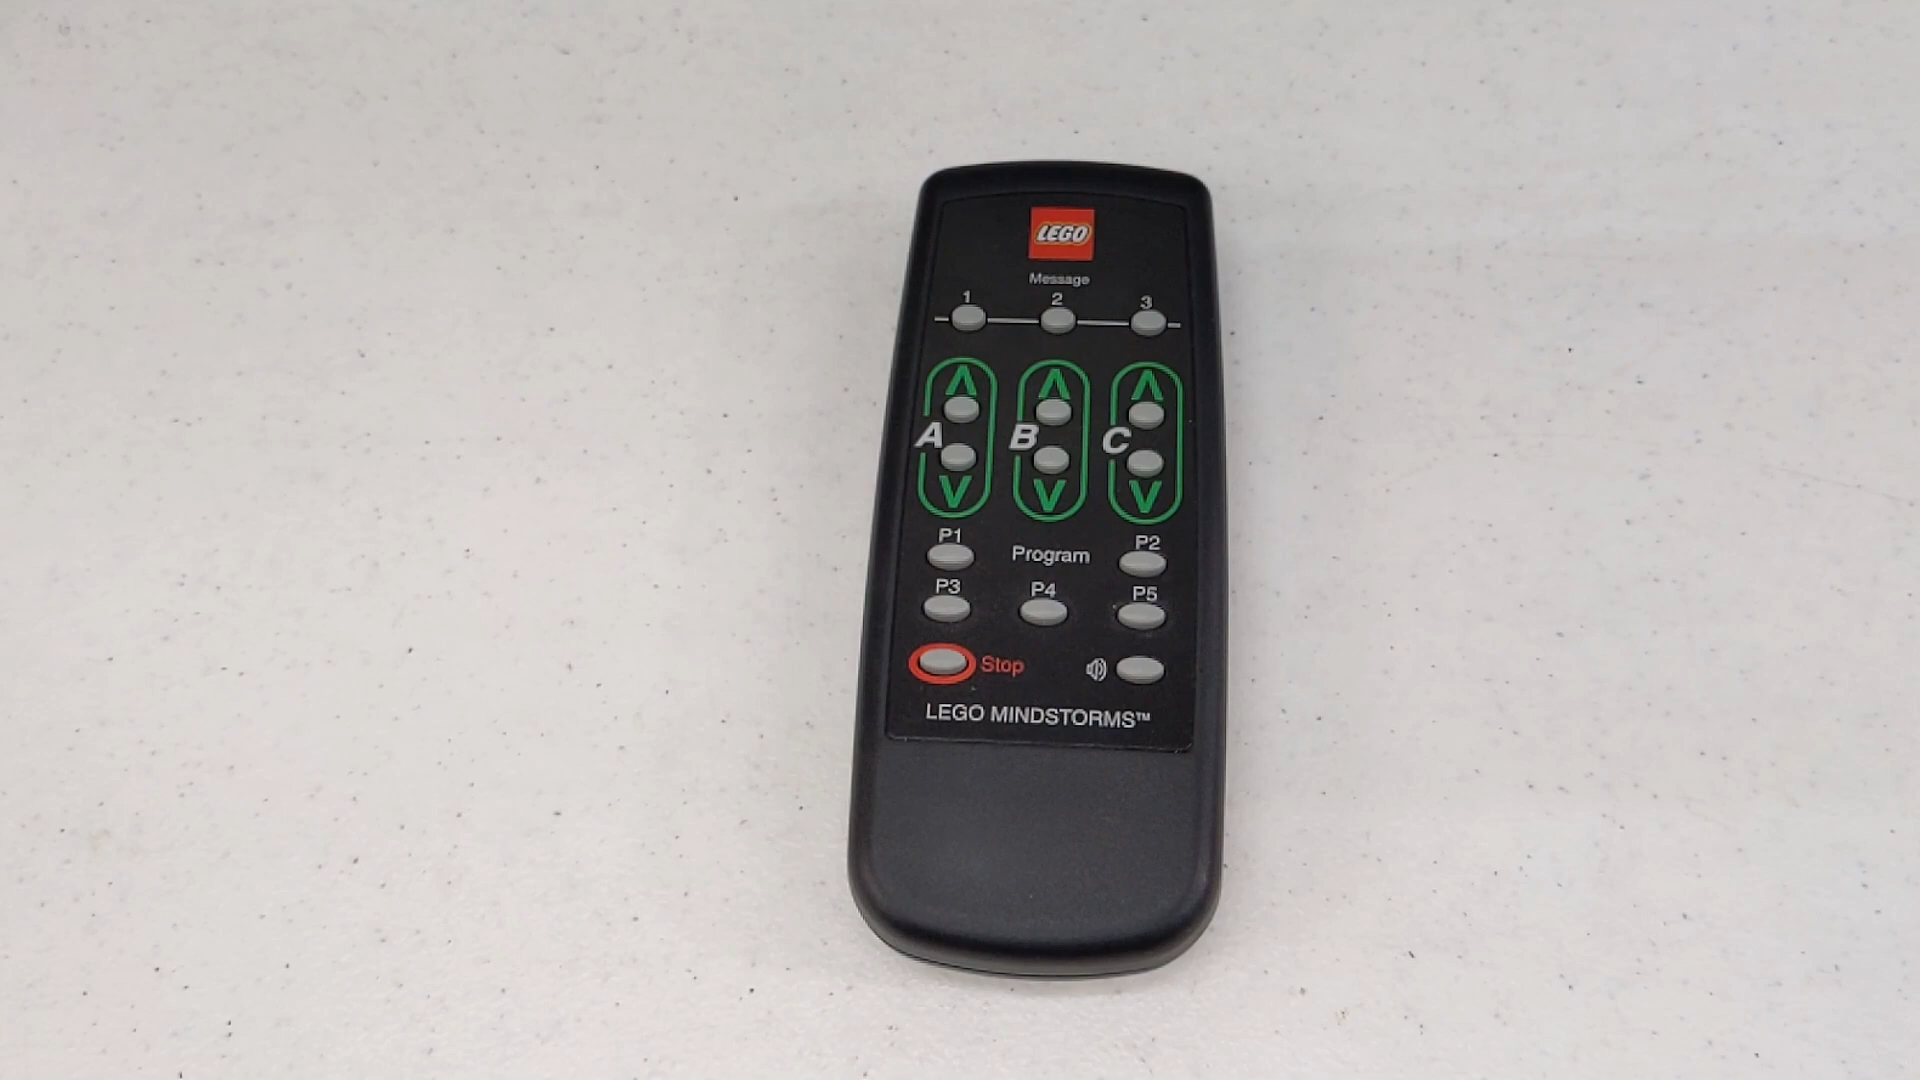 LEGO
Message
1 2 3
A B C
P1 Program P2
P3 P4 P5
Stop
LEGO MINDSTORMS™